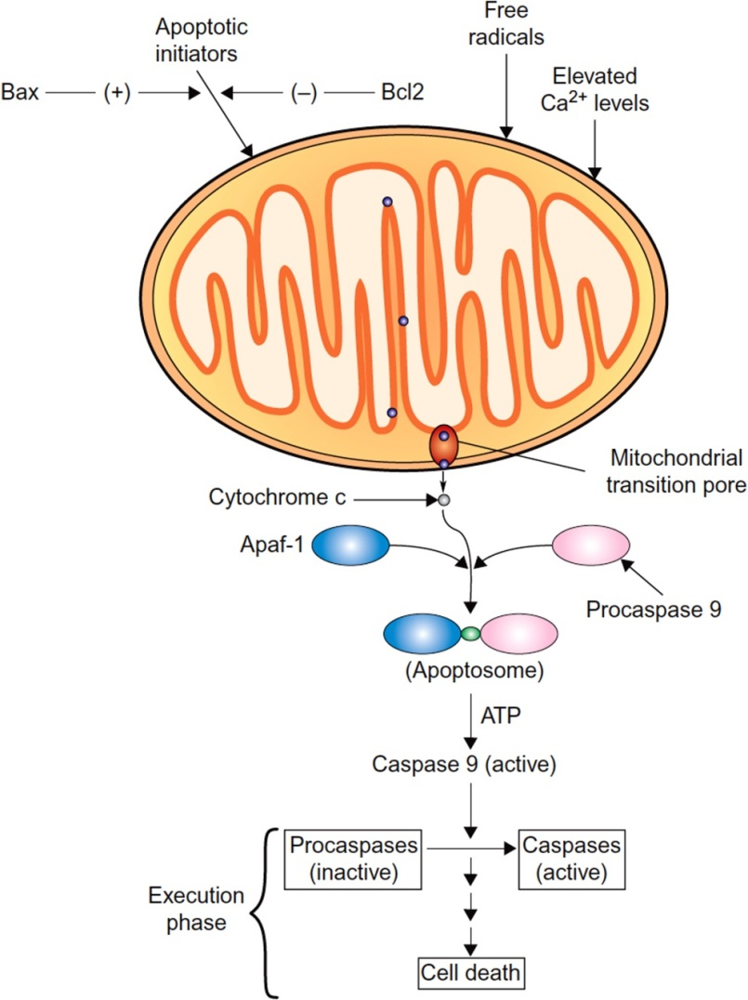 Apoptotic
initiators
Free
radicals
Elevated
Ca²⁺ levels
Bax (+) (–) Bcl2
Mitochondrial
transition pore
Cytochrome c
Apaf-1
Procaspase 9
(Apoptosome)
ATP
Caspase 9 (active)
Procaspases
(inactive)
Caspases
(active)
Execution
phase
Cell death